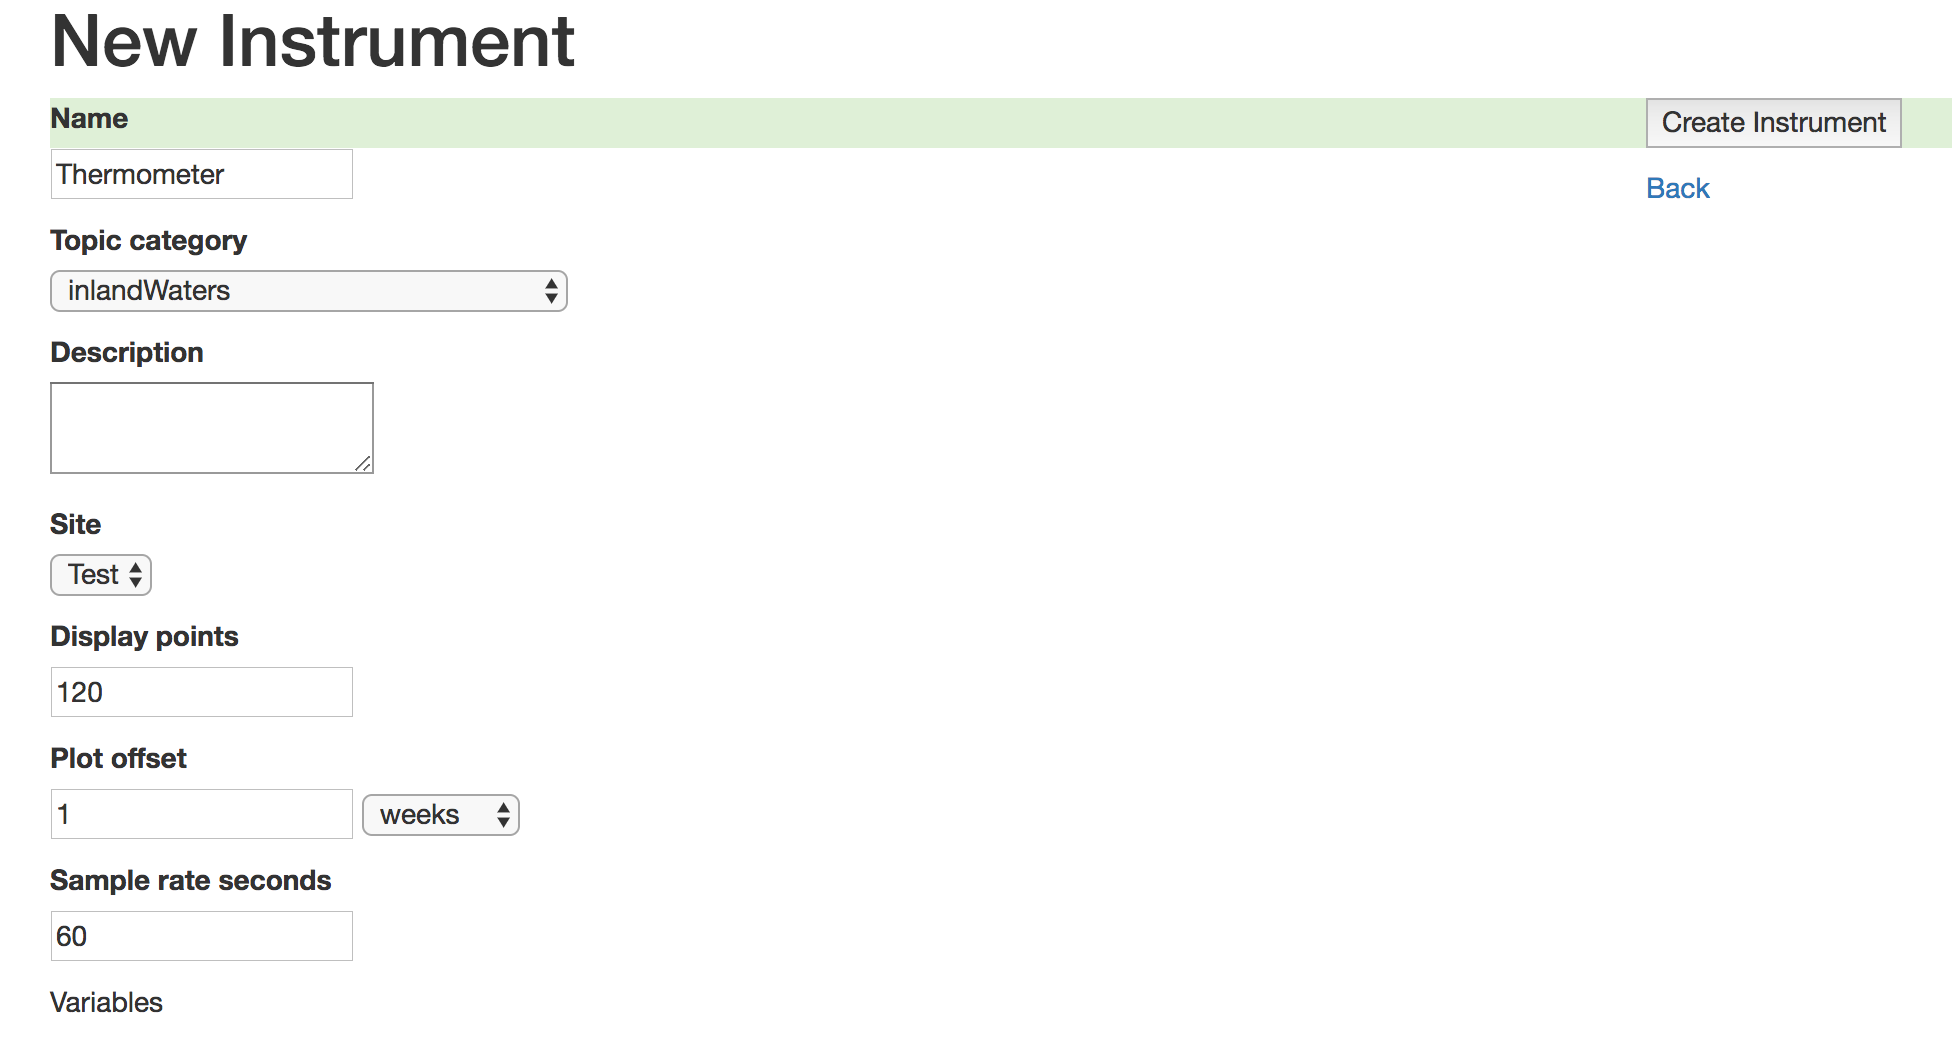 New Instrument
Name
Create Instrument
Thermometer
Back
Topic category
inlandWaters
Description
Site
Test
Display points
120
Plot offset
1 weeks
Sample rate seconds
60
Variables